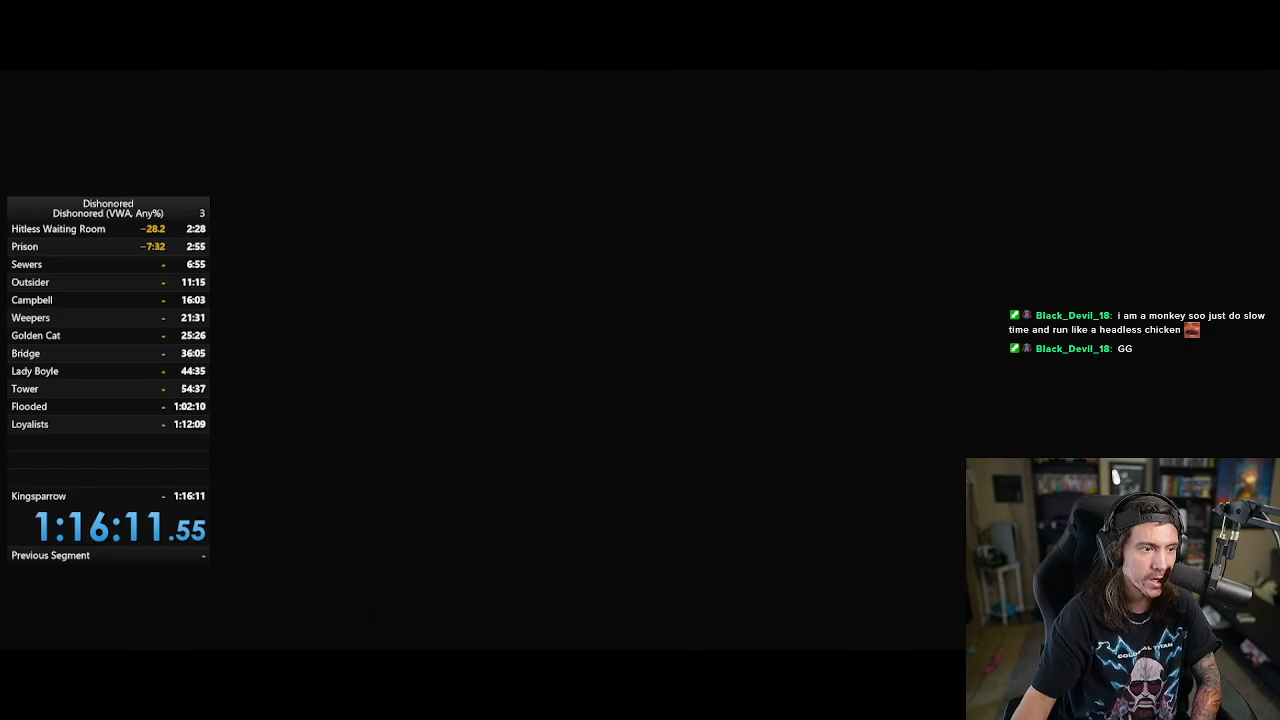 Dishonored
Dishonored (VWA, Any%) 3
Hitless Waiting Room −28.2 2:28
Prison −7:32 2:55
Sewers - 6:55
Outsider - 11:15
Campbell - 16:03
Weepers - 21:31
Golden Cat - 25:26
Bridge - 36:05
Lady Boyle - 44:35
Tower - 54:37
Flooded - 1:02:10
Loyalists - 1:12:09
Kingsparrow - 1:16:11
1:16:11.55
Previous Segment -
Black_Devil_18: i am a monkey soo just do slow
time and run like a headless chicken
Black_Devil_18: GG
COLOSSAL TITAN